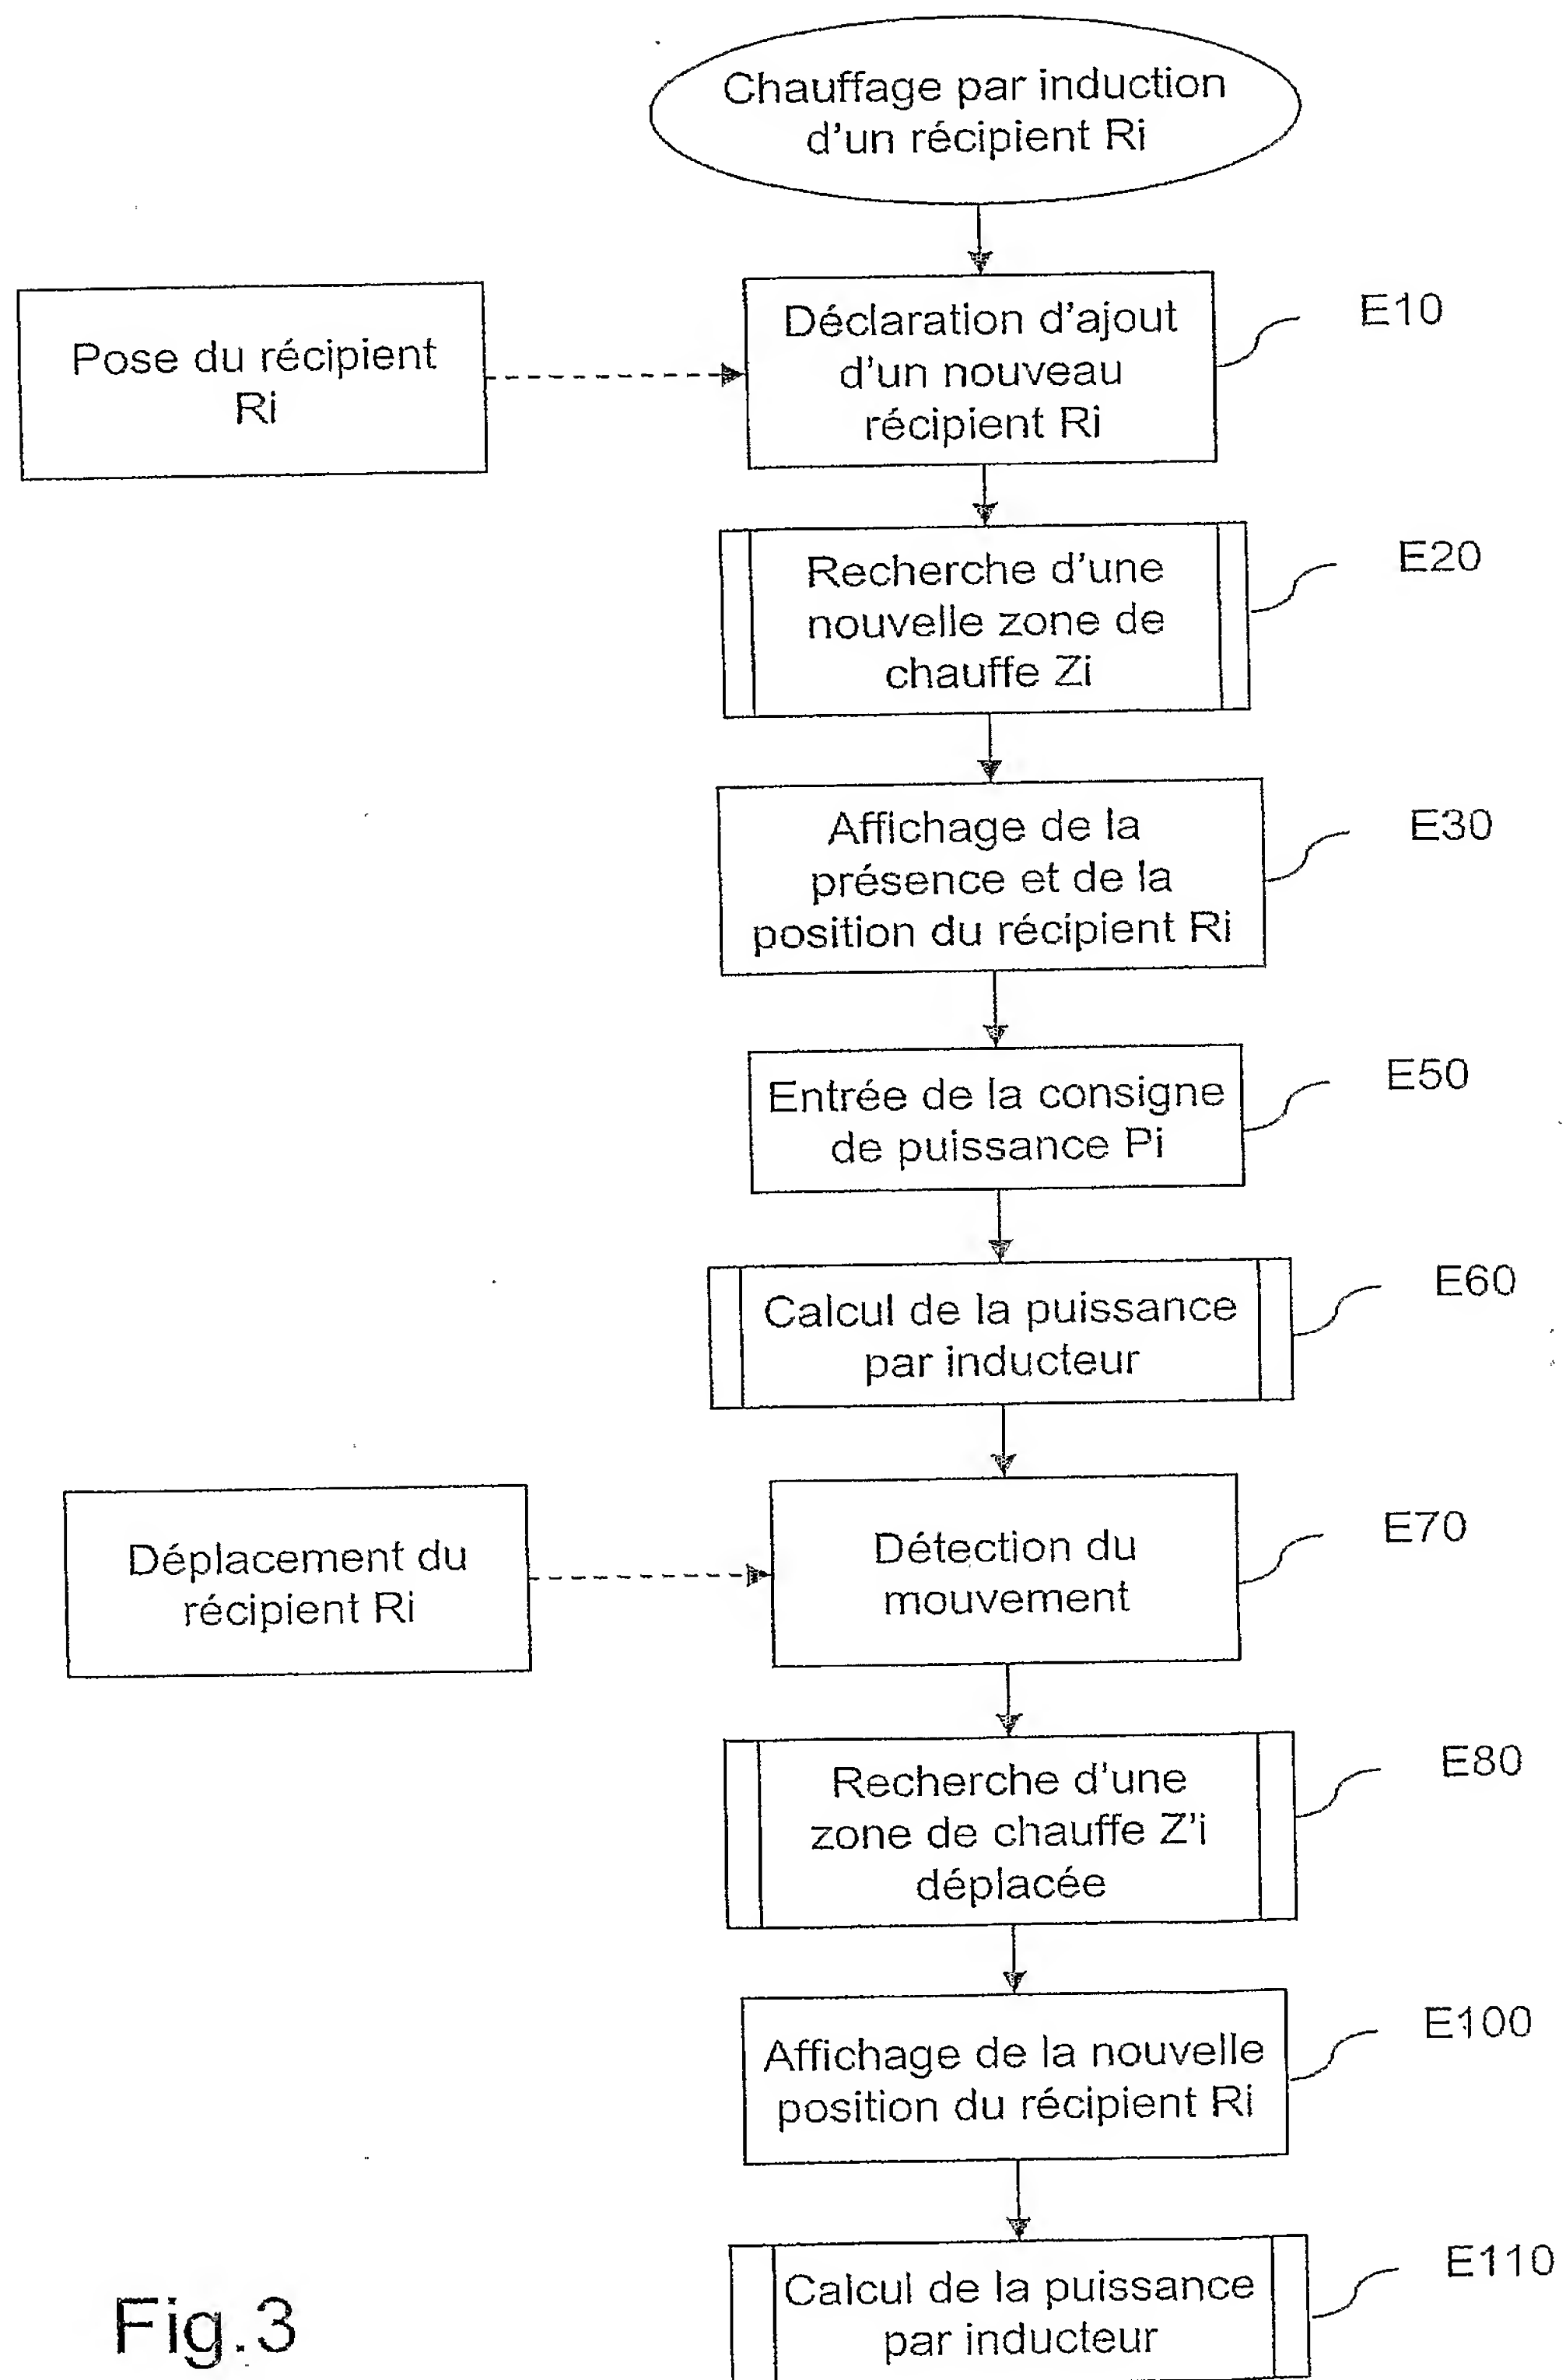 Chauffage par induction
d'un récipient Ri
Pose du récipient
Ri
Déclaration d'ajout
d'un nouveau
récipient Ri
E10
Recherche d'une
nouvelle zone de
chauffe Zi
E20
Affichage de la
présence et de la
position du récipient Ri
E30
Entrée de la consigne
de puissance Pi
E50
Calcul de la puissance
par inducteur
E60
Déplacement du
récipient Ri
Détection du
mouvement
E70
Recherche d'une
zone de chauffe Z'i
déplacée
E80
Affichage de la nouvelle
position du récipient Ri
E100
Calcul de la puissance
par inducteur
E110
Fig.3